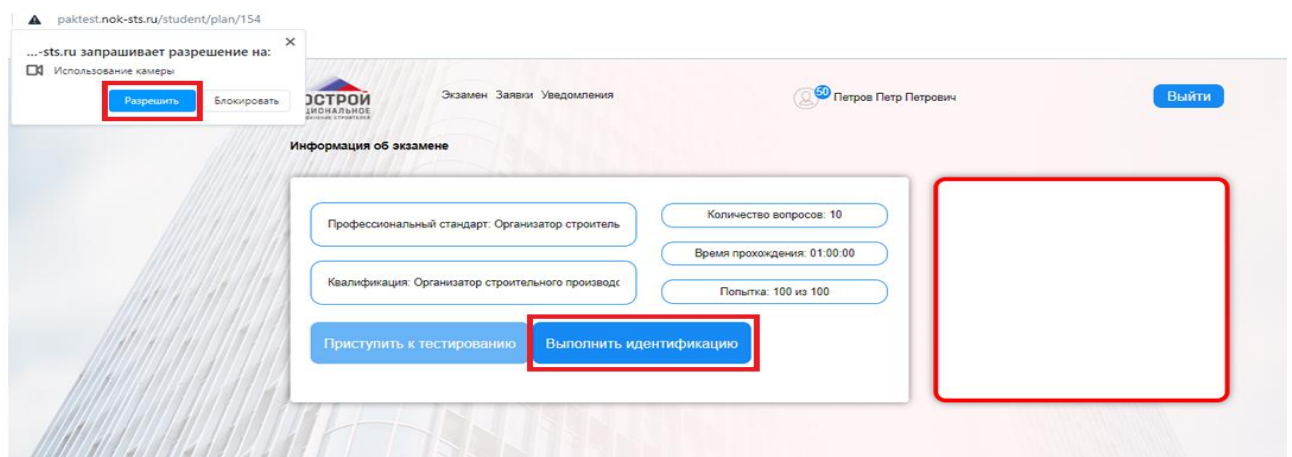 paktest.nok-sts.ru/student/plan/154
...-sts.ru запрашивает разрешение на:
Использование камеры
Разрешить Блокировать
ОСТРОЙ
ЦИОНАЛЬНОЕ
Экзамен Заявки Уведомления
50 Петров Петр Петрович
Выйти
Информация об экзамене
Профессиональный стандарт: Организатор строитель
Квалификация: Организатор строительного производс
Количество вопросов: 10
Время прохождения: 01:00:00
Попытка: 100 из 100
Приступить к тестированию Выполнить идентификацию